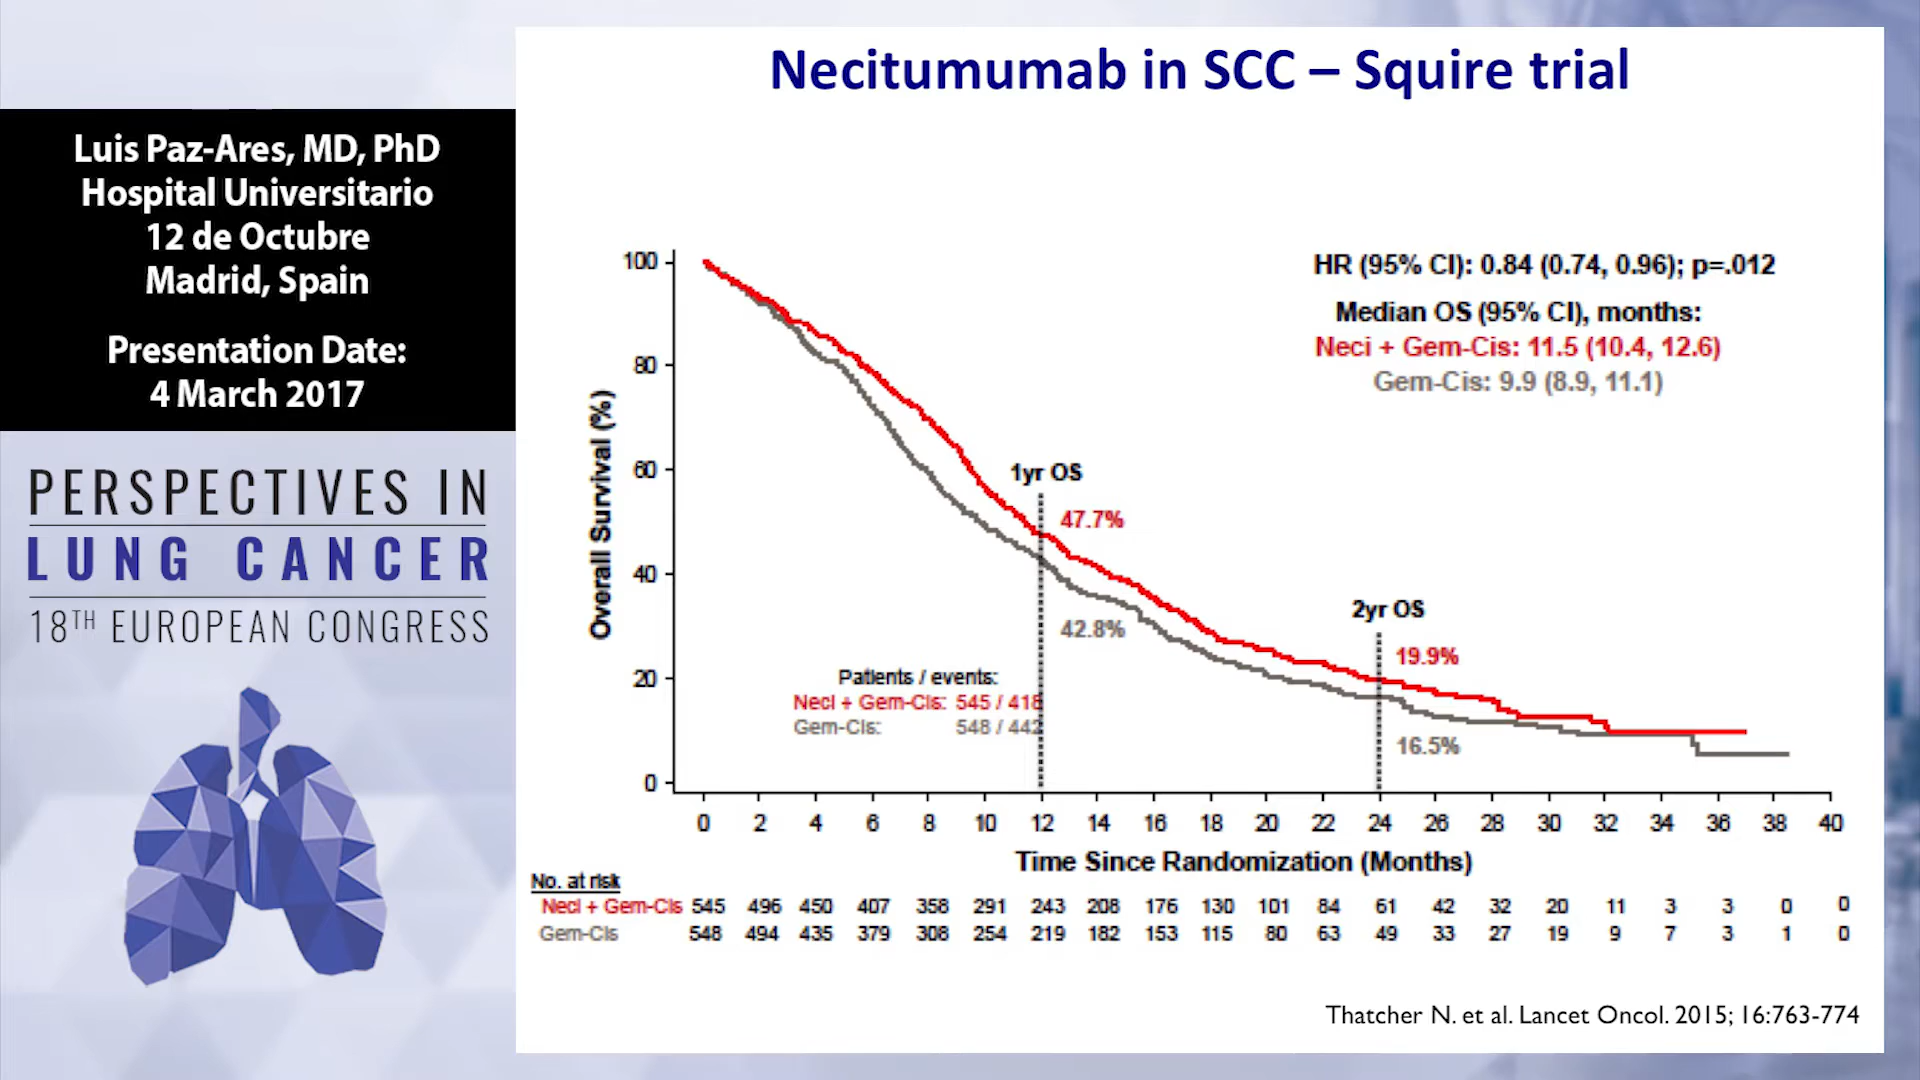 Necitumumab in SCC – Squire trial
Luis Paz-Ares, MD, PhD
Hospital Universitario
12 de Octubre
Madrid, Spain
Presentation Date:
4 March 2017
PERSPECTIVES IN
LUNG CANCER
18TH EUROPEAN CONGRESS
HR (95% CI): 0.84 (0.74, 0.96); p=.012
Median OS (95% CI), months:
Neci + Gem-Cis: 11.5 (10.4, 12.6)
Gem-Cis: 9.9 (8.9, 11.1)
Overall Survival (%)
100
80
60
40
20
0
1yr OS
47.7%
42.8%
2yr OS
19.9%
16.5%
Patients / events:
Neci + Gem-Cis: 545 / 418
Gem-Cis: 548 / 442
0 2 4 6 8 10 12 14 16 18 20 22 24 26 28 30 32 34 36 38 40
Time Since Randomization (Months)
No. at risk
Neci + Gem-Cis 545 496 450 407 358 291 243 208 176 130 101 84 61 42 32 20 11 3 3 0 0
Gem-Cis 548 494 435 379 308 254 219 182 153 115 80 63 49 33 27 19 9 7 3 1 0
Thatcher N. et al. Lancet Oncol. 2015; 16:763-774